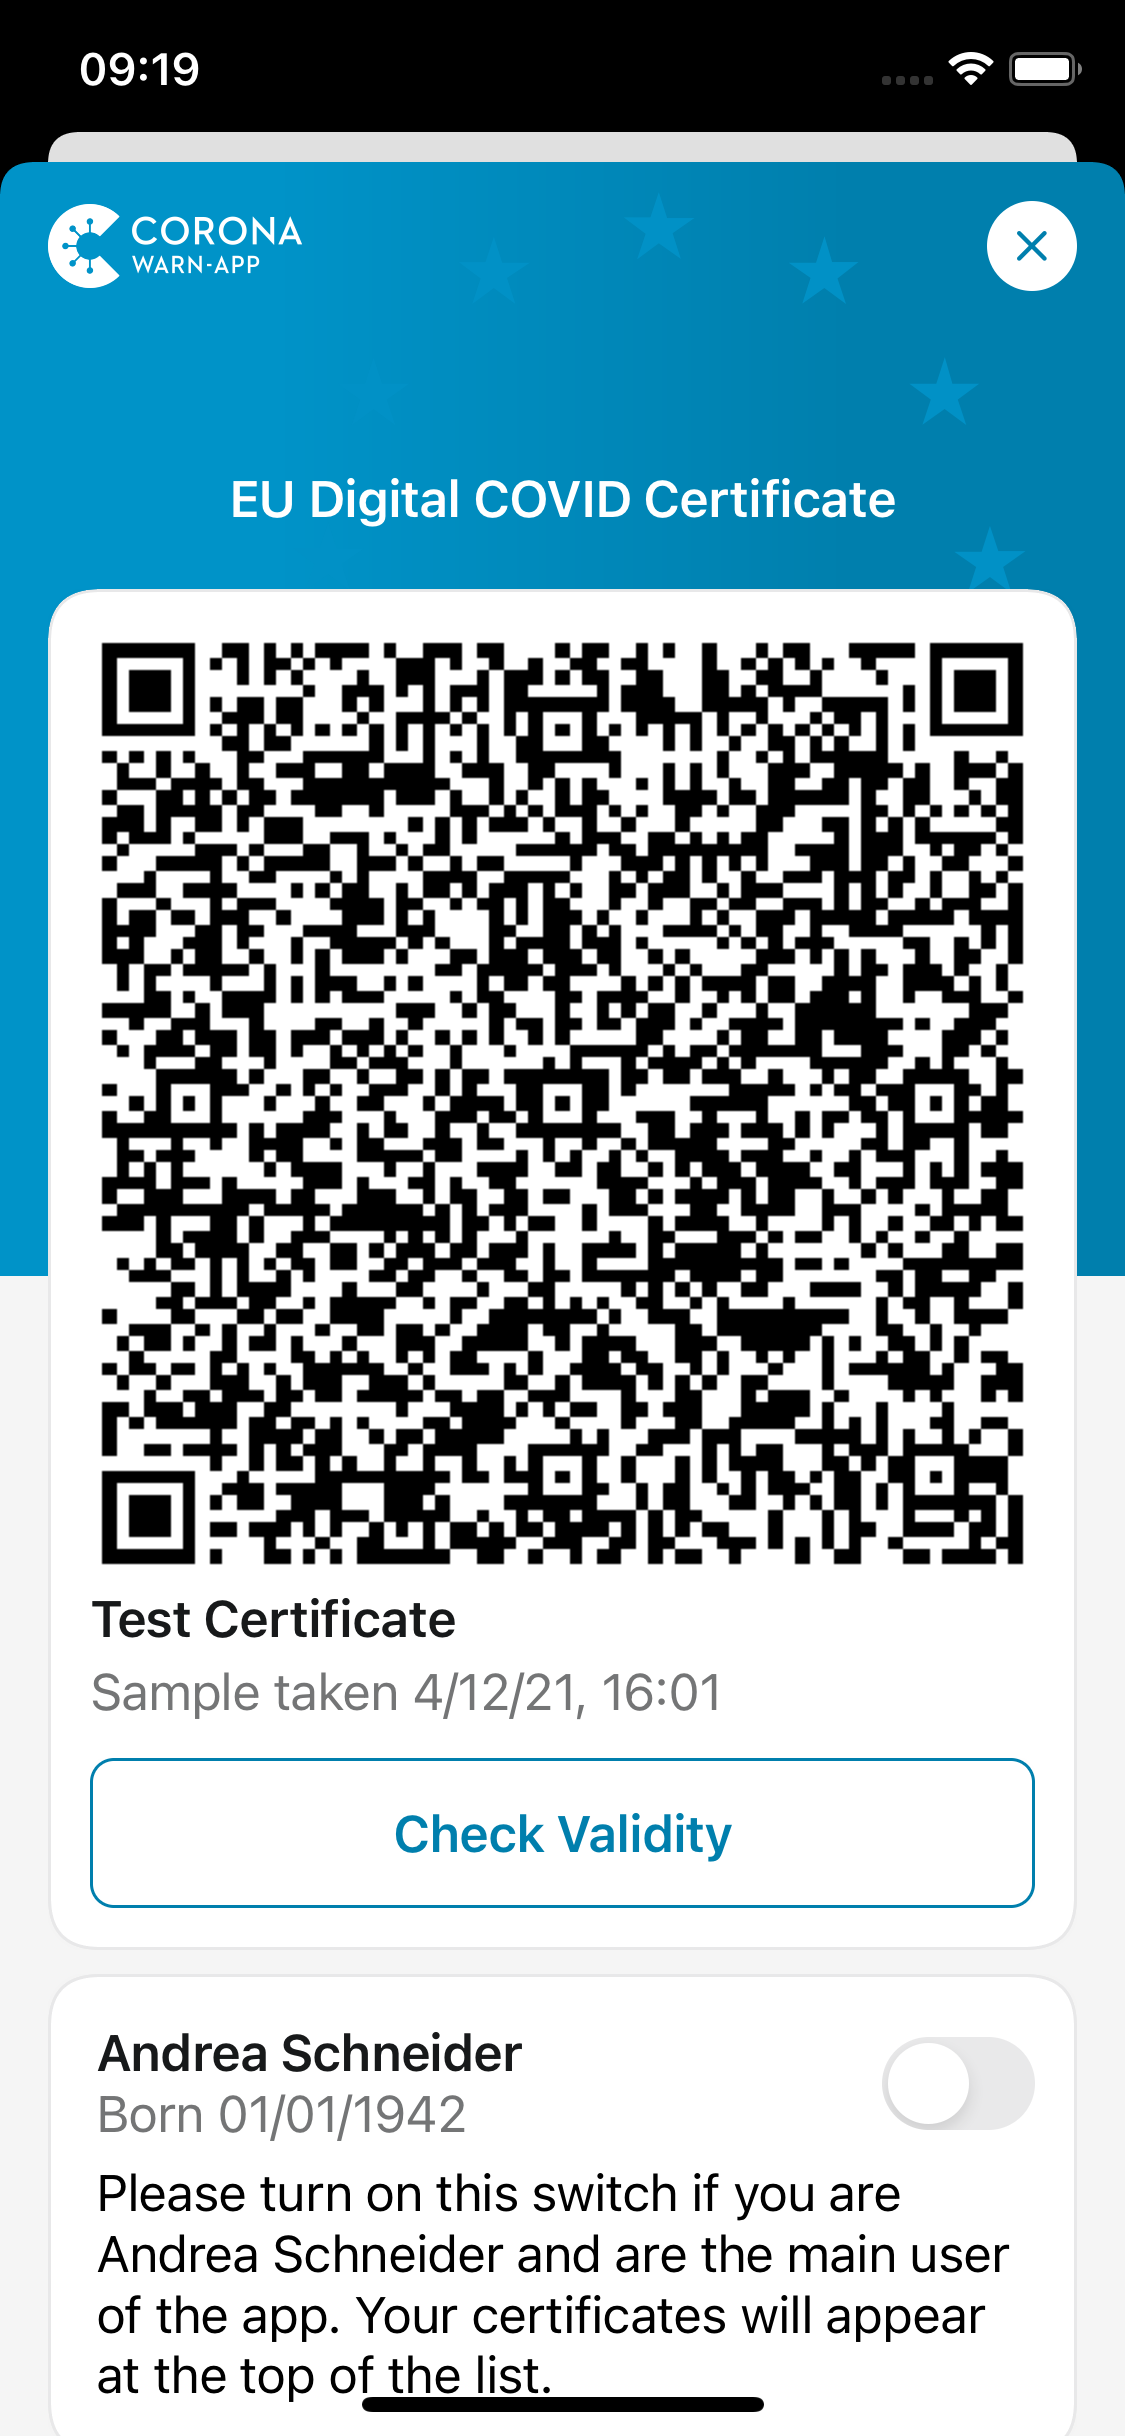 09:19
CORONA
WARN-APP
EU Digital COVID Certificate
Test Certificate
Sample taken 4/12/21, 16:01
Check Validity
Andrea Schneider
Born 01/01/1942
Please turn on this switch if you are
Andrea Schneider and are the main user
of the app. Your certificates will appear
at the top of the list.